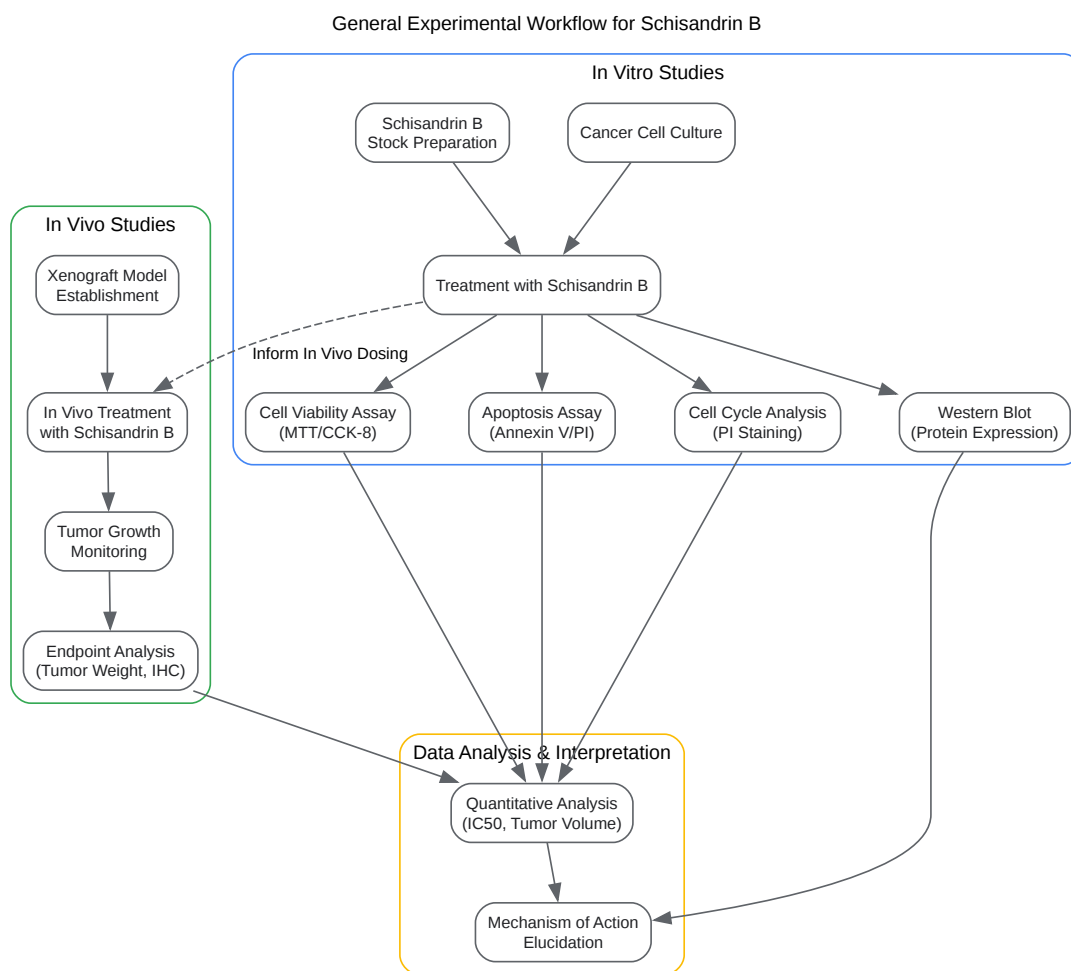 General Experimental Workflow for Schisandrin B
In Vitro Studies
Schisandrin B
Stock Preparation
Cancer Cell Culture
In Vivo Studies
Xenograft Model
Establishment
Treatment with Schisandrin B
Inform In Vivo Dosing
In Vivo Treatment
with Schisandrin B
Cell Viability Assay
(MTT/CCK-8)
Apoptosis Assay
(Annexin V/PI)
Cell Cycle Analysis
(PI Staining)
Western Blot
(Protein Expression)
Tumor Growth
Monitoring
Endpoint Analysis
(Tumor Weight, IHC)
Data Analysis & Interpretation
Quantitative Analysis
(IC50, Tumor Volume)
Mechanism of Action
Elucidation